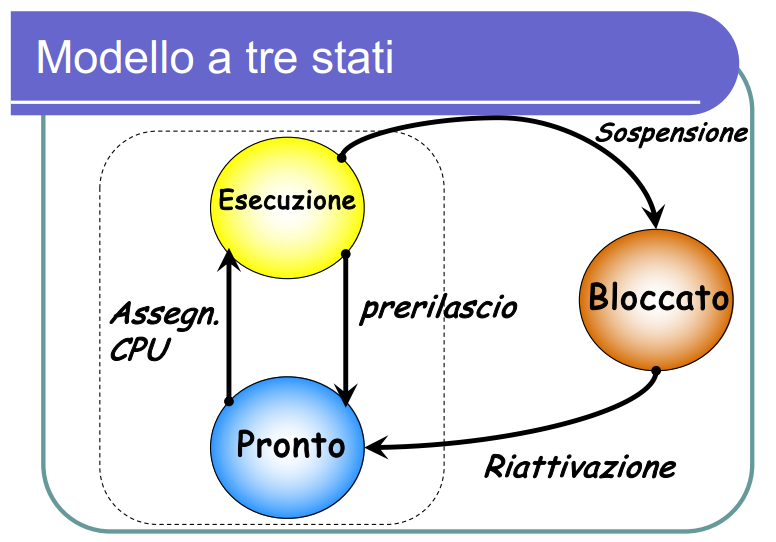 Modello a tre stati
Sospensione
Esecuzione
Bloccato
Assegn.
CPU
prerilascio
Pronto
Riattivazione